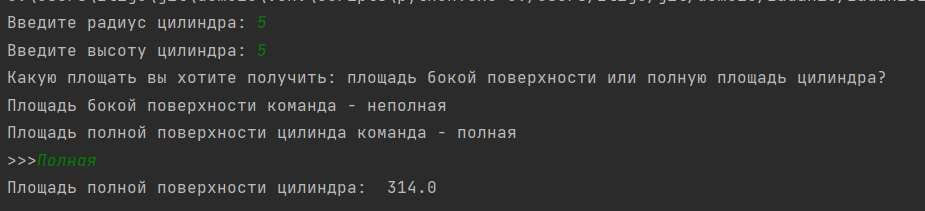 Введите радиус цилиндра: 5
Введите высоту цилиндра: 5
Какую площать вы хотите получить: площадь бокой поверхности или полную площадь цилиндра?
Площадь бокой поверхности команда - неполная
Площадь полной поверхности цилинда команда - полная
>>>Полная
Площадь полной поверхности цилиндра:  314.0